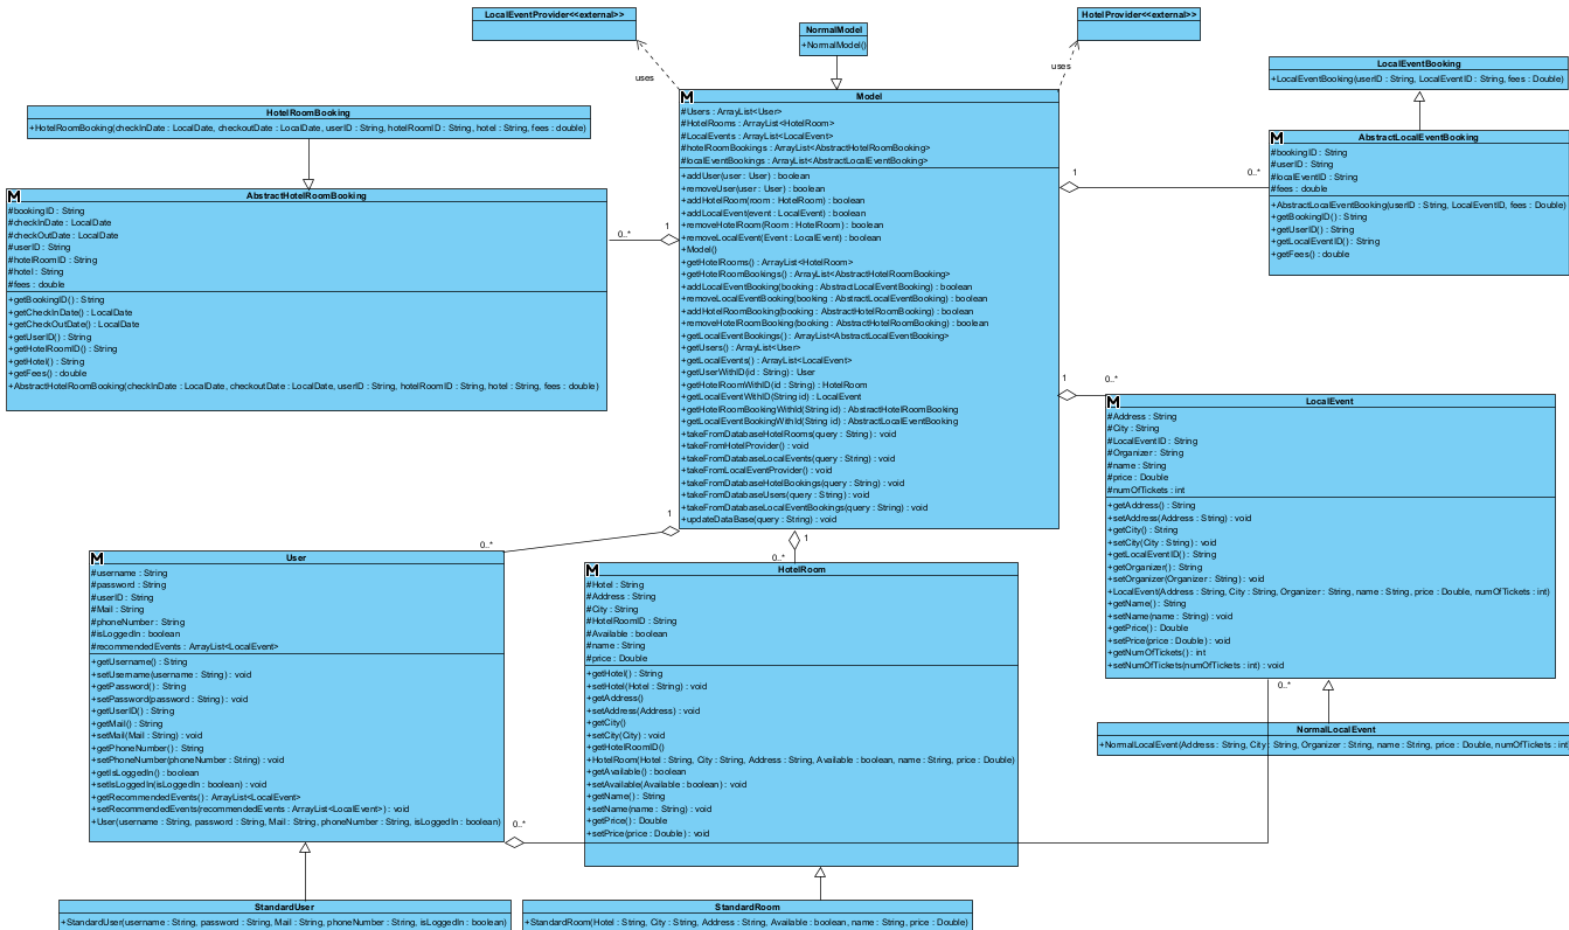 LocalEventProvider<<external>>
HotelProvider<<external>>
NormalModel
+NormalModel()
uses
uses
LocalEventBooking
+LocalEventBooking(userID : String, LocalEventID : String, fees : Double)
HotelRoomBooking
+HotelRoomBooking(checkInDate : LocalDate, checkoutDate : LocalDate, userID : String, hotelRoomID : String, hotel : String, fees : double)
M
Model
#Users : ArrayList<User>
#HotelRooms : ArrayList<HotelRoom>
#LocalEvents : ArrayList<LocalEvent>
#hotelRoomBookings : ArrayList<AbstractHotelRoomBooking>
#localEventBookings : ArrayList<AbstractLocalEventBooking>
+addUser(user : User) : boolean
+removeUser(user : User) : boolean
+addHotelRoom(room : HotelRoom) : boolean
+addLocalEvent(event : LocalEvent) : boolean
+removeHotelRoom(Room : HotelRoom) : boolean
+removeLocalEvent(Event : LocalEvent) : boolean
+Model()
+getHotelRooms() : ArrayList<HotelRoom>
+getHotelRoomBookings() : ArrayList<AbstractHotelRoomBooking>
+addLocalEventBooking(booking : AbstractLocalEventBooking) : boolean
+removeLocalEventBooking(booking : AbstractLocalEventBooking) : boolean
+addHotelRoomBooking(booking : AbstractHotelRoomBooking) : boolean
+removeHotelRoomBooking(booking : AbstractHotelRoomBooking) : boolean
+getLocalEventBookings() : ArrayList<AbstractLocalEventBooking>
+getUsers() : ArrayList<User>
+getLocalEvents() : ArrayList<LocalEvent>
+getUserWithID(id : String) : User
+getHotelRoomWithID(id : String) : HotelRoom
+getLocalEventWithID(String id) : LocalEvent
+getHotelRoomBookingWithId(String id) : AbstractHotelRoomBooking
+getLocalEventBookingWithId(String id) : AbstractLocalEventBooking
+takeFromDatabaseHotelRooms(query : String) : void
+takeFromHotelProvider() : void
+takeFromDatabaseLocalEvents(query : String) : void
+takeFromLocalEventProvider() : void
+takeFromDatabaseHotelBookings(query : String) : void
+takeFromDatabaseUsers(query : String) : void
+takeFromDatabaseLocalEventBookings(query : String) : void
+updateDataBase(query : String) : void
M
AbstractLocalEventBooking
#bookingID : String
#userID : String
#localEventID : String
#fees : double
+AbstractLocalEventBooking(userID : String, LocalEventID, fees : Double)
+getBookingID() : String
+getUserID() : String
+getLocalEventID() : String
+getFees() : double
1
0..*
M
AbstractHotelRoomBooking
#bookingID : String
#checkInDate : LocalDate
#checkOutDate : LocalDate
#userID : String
#hotelRoomID : String
#hotel : String
#fees : double
+getBookingID() : String
+getCheckInDate() : LocalDate
+getCheckOutDate() : LocalDate
+getUserID() : String
+getHotelRoomID() : String
+getHotel() : String
+getFees() : double
+AbstractHotelRoomBooking(checkInDate : LocalDate, checkoutDate : LocalDate, userID : String, hotelRoomID : String, hotel : String, fees : double)
0..*
1
1
0..*
M
LocalEvent
#Address : String
#City : String
#LocalEventID : String
#Organizer : String
#name : String
#price : Double
#numOfTickets : int
+getAddress() : String
+setAddress(Address : String) : void
+getCity() : String
+setCity(City : String) : void
+getLocalEventID() : String
+getOrganizer() : String
+setOrganizer(Organizer : String) : void
+LocalEvent(Address : String, City : String, Organizer : String, name : String, price : Double, numOfTickets : int)
+getName() : String
+setName(name : String) : void
+getPrice() : Double
+setPrice(price : Double) : void
+getNumOfTickets() : int
+setNumOfTickets(numOfTickets : int) : void
0..*
NormalLocalEvent
+NormalLocalEvent(Address : String, City : String, Organizer : String, name : String, price : Double, numOfTickets : int
1
0..*
1
0..*
M
User
#username : String
#password : String
#userID : String
#Mail : String
#phoneNumber : String
#isLoggedIn : boolean
#recommendedEvents : ArrayList<LocalEvent>
+getUsername() : String
+setUsername(username : String) : void
+getPassword() : String
+setPassword(password : String) : void
+getUserID() : String
+getMail() : String
+setMail(Mail : String) : void
+getPhoneNumber() : String
+setPhoneNumber(phoneNumber : String) : void
+getIsLoggedIn() : boolean
+setIsLoggedIn(isLoggedIn : boolean) : void
+getRecommendedEvents() : ArrayList<LocalEvent>
+setRecommendedEvents(recommendedEvents : ArrayList<LocalEvent>) : void
+User(username : String, password : String, Mail : String, phoneNumber : String, isLoggedIn : boolean)
0..*
M
HotelRoom
#Hotel : String
#Address : String
#City : String
#HotelRoomID : String
#Available : boolean
#name : String
#price : Double
+getHotel() : String
+setHotel(Hotel : String) : void
+getAddress()
+setAddress(Address) : void
+getCity()
+setCity(City) : void
+getHotelRoomID()
+HotelRoom(Hotel : String, City : String, Address : String, Available : boolean, name : String, price : Double)
+getAvailable() : boolean
+setAvailable(Available : boolean) : void
+getName() : String
+setName(name : String) : void
+getPrice() : Double
+setPrice(price : Double) : void
StandardUser
+StandardUser(username : String, password : String, Mail : String, phoneNumber : String, isLoggedIn : boolean)
StandardRoom
+StandardRoom(Hotel : String, City : String, Address : String, Available : boolean, name : String, price : Double)